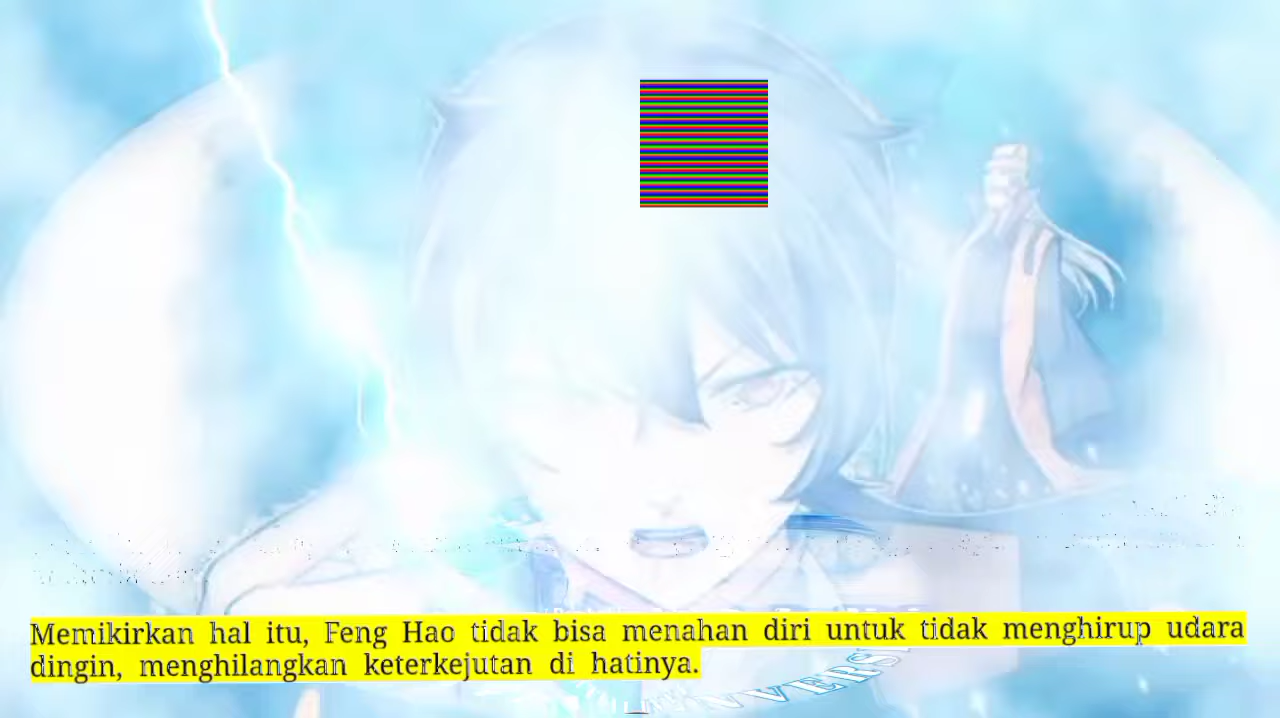 Memikirkan hal itu, Feng Hao tidak bisa menahan diri untuk tidak menghirup udara
dingin, menghilangkan keterkejutan di hatinya.